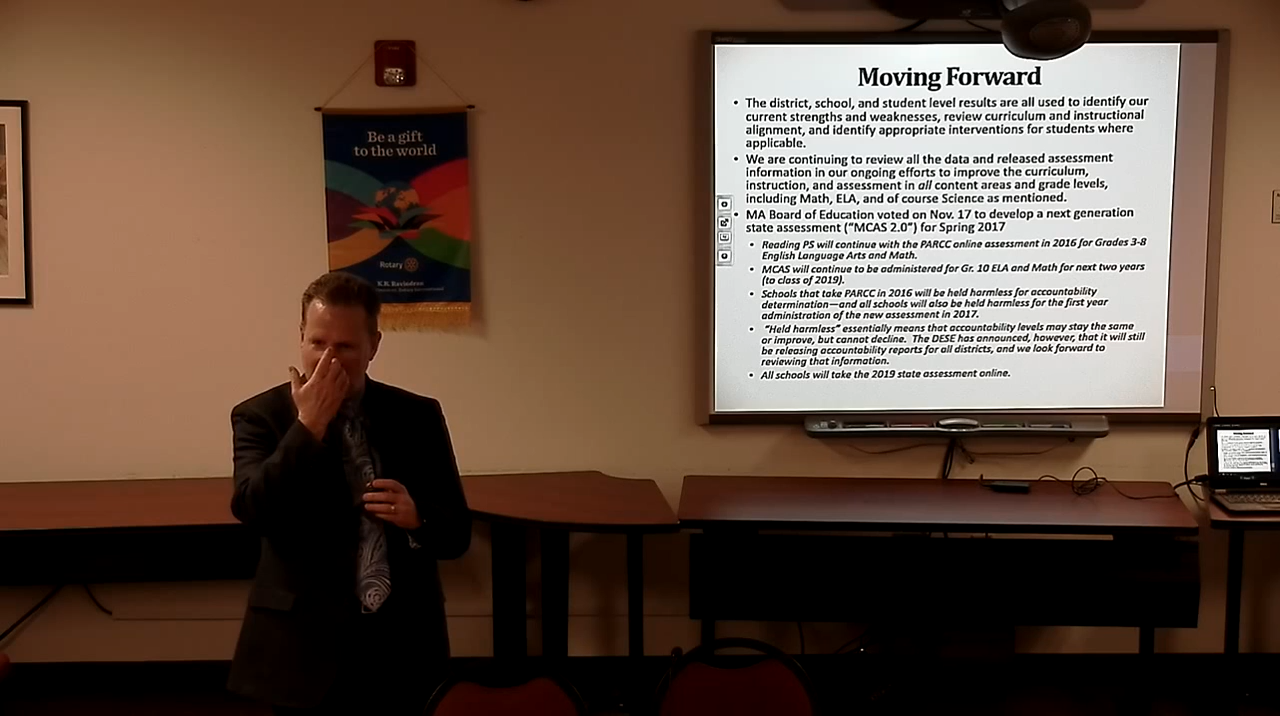 Be a gift
to the world
Rotary
K.R. Ravindran
Moving Forward
• The district, school, and student level results are all used to identify our
current strengths and weaknesses, review curriculum and instructional
alignment, and identify appropriate interventions for students where
applicable.
• We are continuing to review all the data and released assessment
information in our ongoing efforts to improve the curriculum,
instruction, and assessment in all content areas and grade levels,
including Math, ELA, and of course Science as mentioned.
• MA Board of Education voted on Nov. 17 to develop a next generation
state assessment (“MCAS 2.0”) for Spring 2017
• Reading PS will continue with the PARCC online assessment in 2016 for Grades 3-8
English Language Arts and Math.
• MCAS will continue to be administered for Gr. 10 ELA and Math for next two years
(to class of 2019).
• Schools that take PARCC in 2016 will be held harmless for accountability
determination—and all schools will also be held harmless for the first year
administration of the new assessment in 2017.
• “Held harmless” essentially means that accountability levels may stay the same
or improve, but cannot decline. The DESE has announced, however, that it will still
be releasing accountability reports for all districts, and we look forward to
reviewing that information.
• All schools will take the 2019 state assessment online.